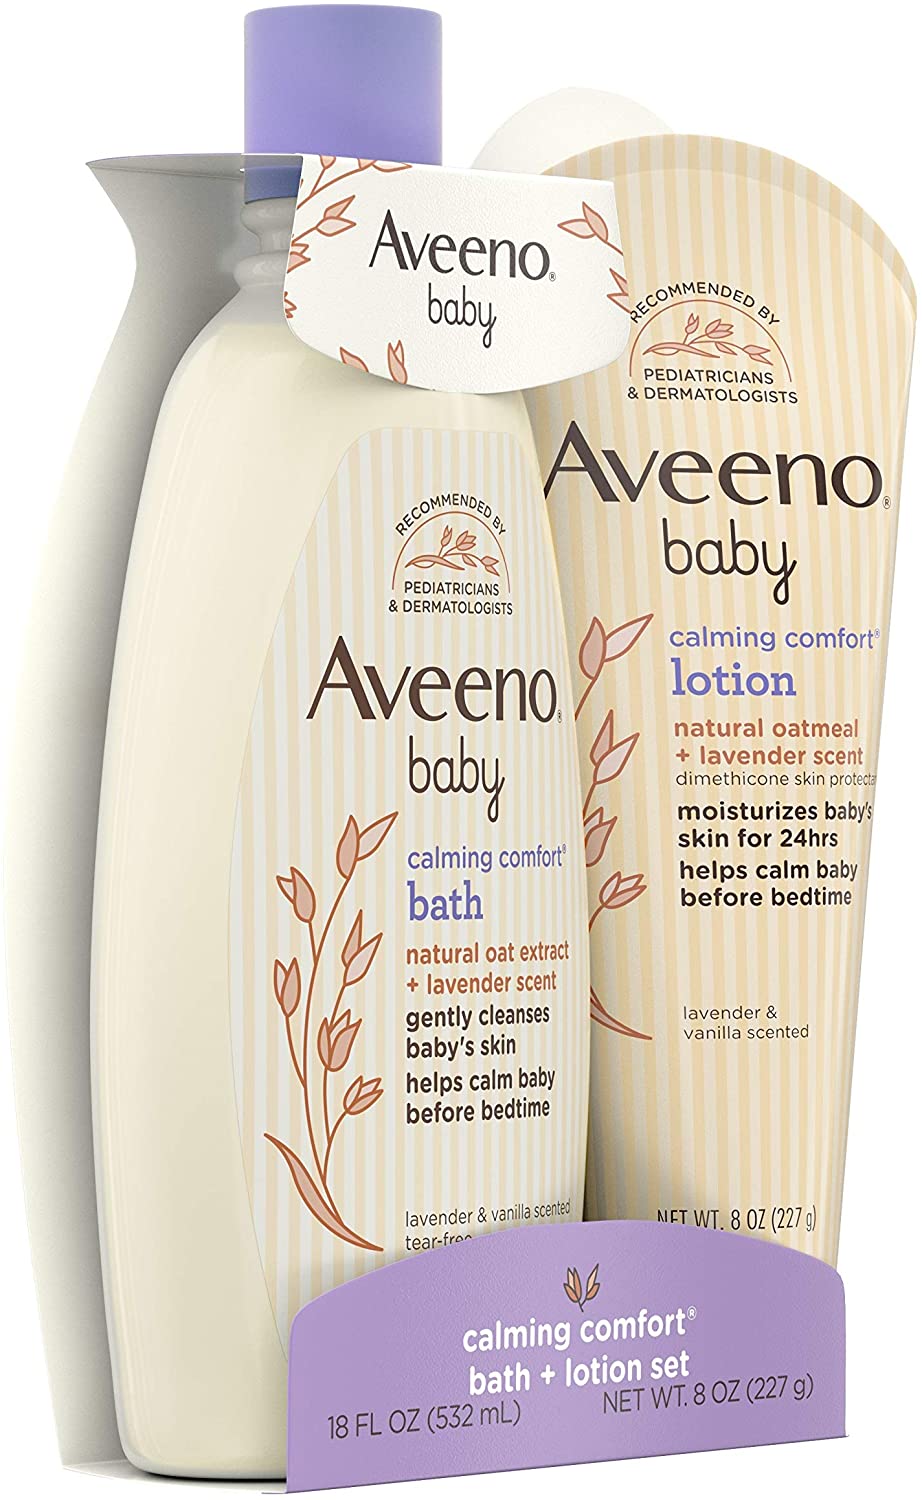 Aveeno®
baby
RECOMMENDED BY
PEDIATRICIANS
& DERMATOLOGISTS
Aveeno®
baby
calming comfort®
bath
natural oat extract
+ lavender scent
gently cleanses
baby's skin
helps calm baby
before bedtime
lavender & vanilla scented
tear-free
RECOMMENDED BY
PEDIATRICIANS
& DERMATOLOGISTS
Aveeno®
baby
calming comfort®
lotion
natural oatmeal
+ lavender scent
dimethicone skin
moisturizes baby's
skin for 24hrs
helps calm baby
before bedtime
lavender &
vanilla scented
NET WT. 8 OZ (227 g)
calming comfort®
bath + lotion set
18 FL OZ (532 mL) NET WT. 8 OZ (227 g)